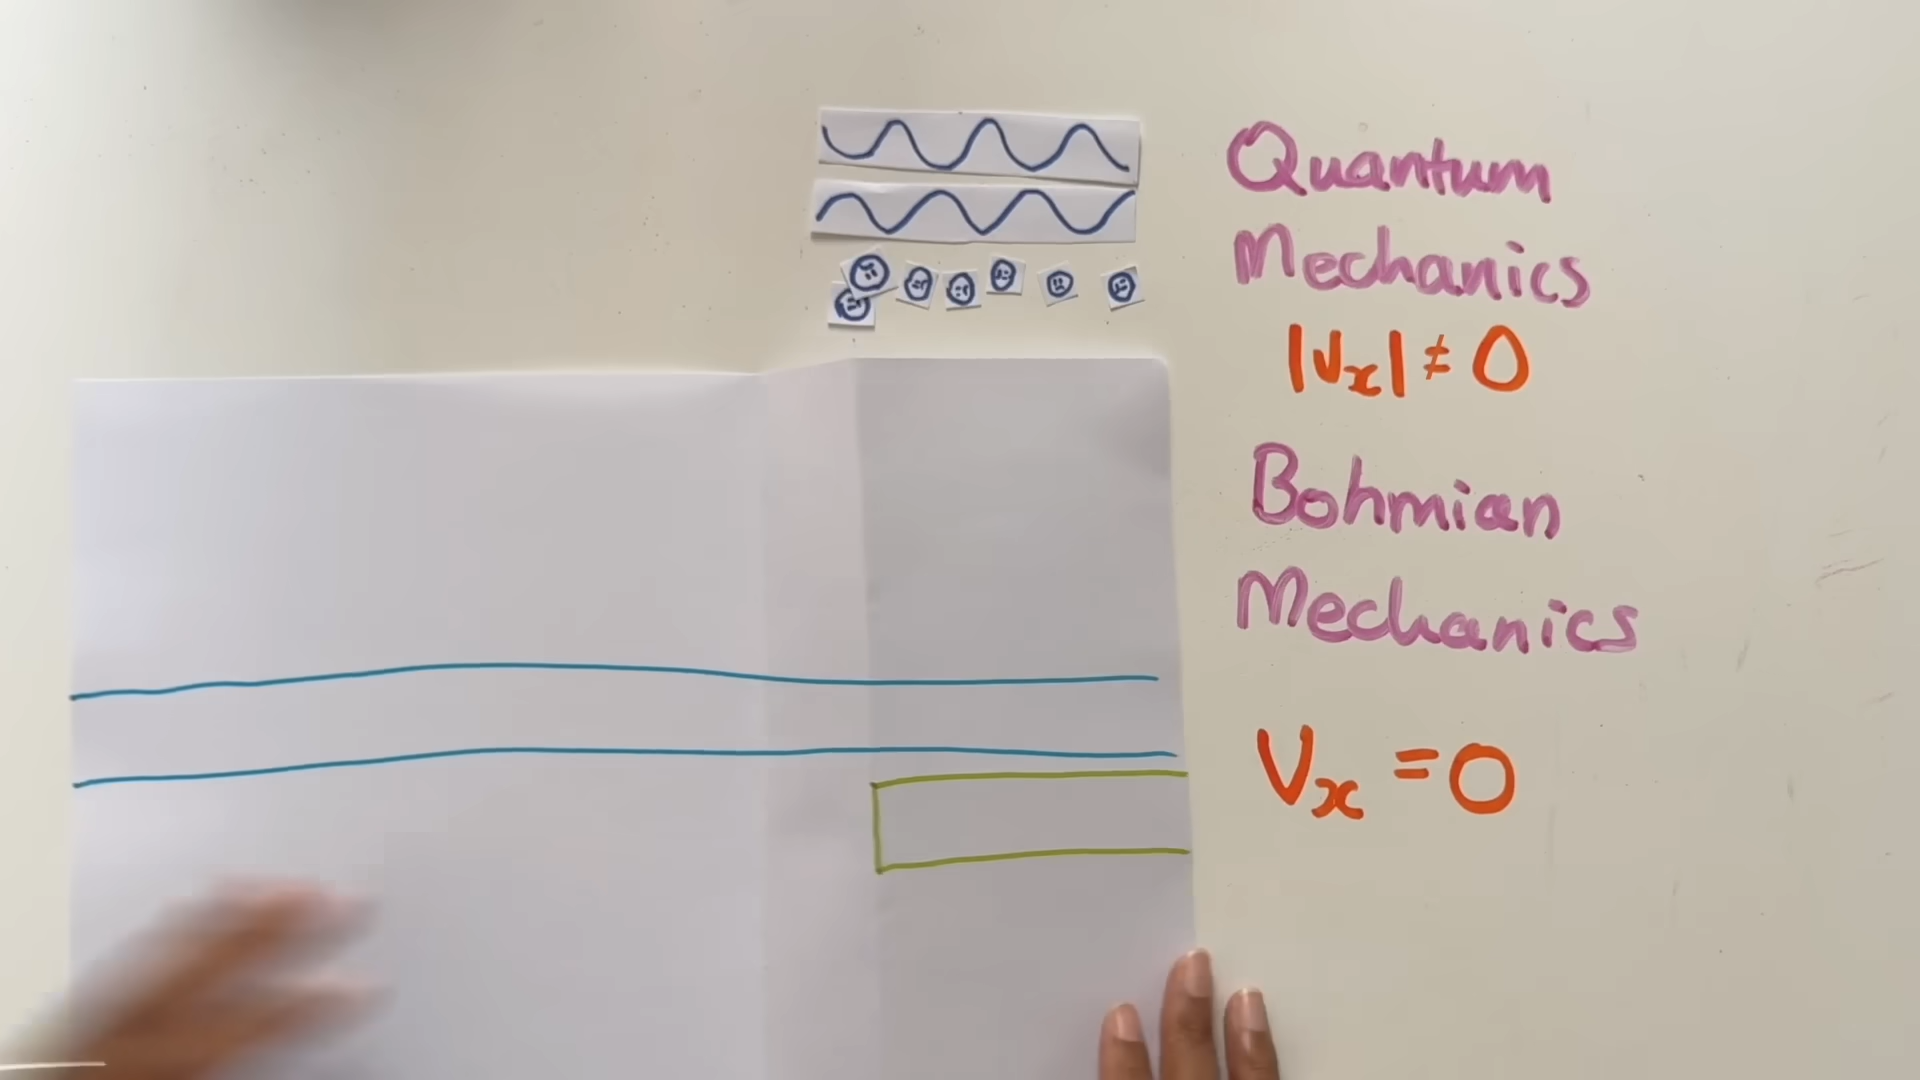 Quantum
Mechanics
|Vx| ≠ 0
Bohmian
Mechanics
Vx = 0